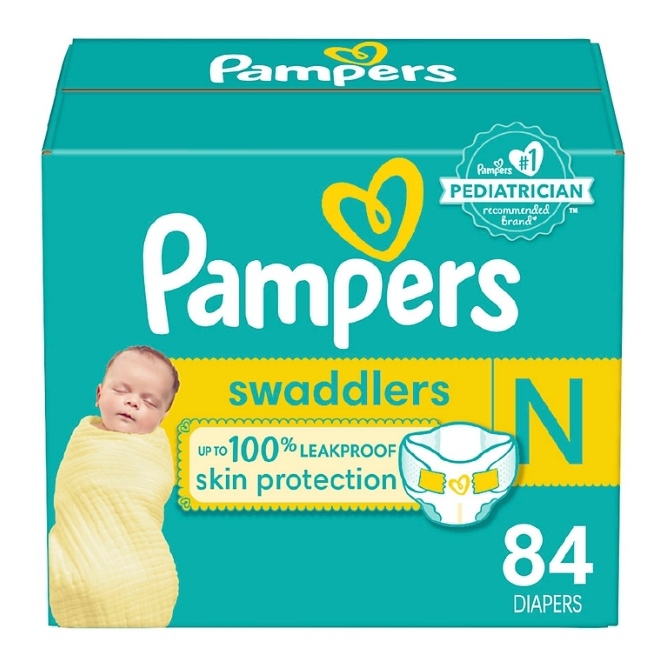 Pampers
Pampers #1
PEDIATRICIAN
recommended
brand*
™
Pampers
swaddlers
N
UP TO 100% LEAKPROOF
skin protection
84
DIAPERS